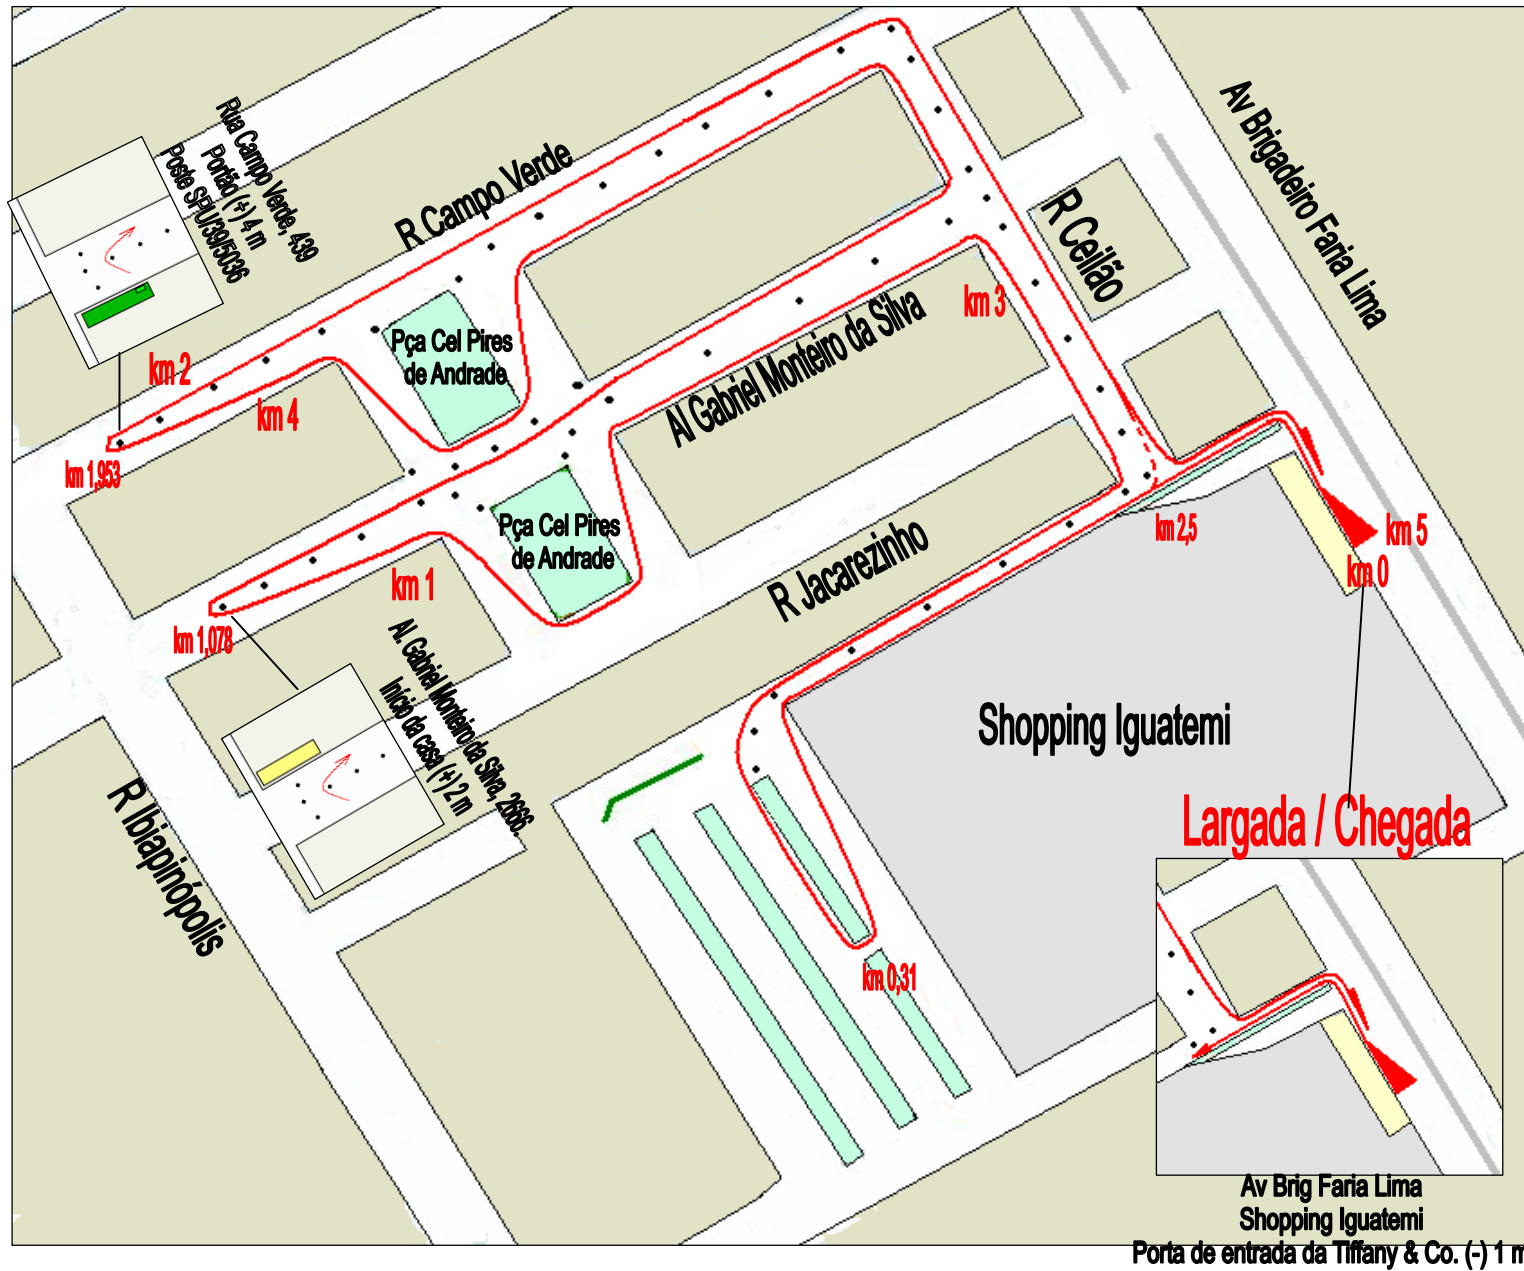 Rua Campo Verde, 439
Portão (+) 4 m
Poste SPU/39/5036
Av Brigadeiro Faria Lima
R Campo Verde
R Ceilão
km 3
Pça Cel Pires
de Andrade
Al Gabriel Monteiro da Silva
km 2
km 4
km 1,953
Pça Cel Pires
de Andrade
km 2,5
km 5
km 0
R Jacarezinho
km 1
km 1,078
Al. Gabriel Monteiro da Silva, 2666.
Início da casa (+) 2 m
Shopping Iguatemi
R Ibiapinópolis
Largada / Chegada
km 0,31
Av Brig Faria Lima
Shopping Iguatemi
Porta de entrada da Tiffany & Co. (-) 1 m